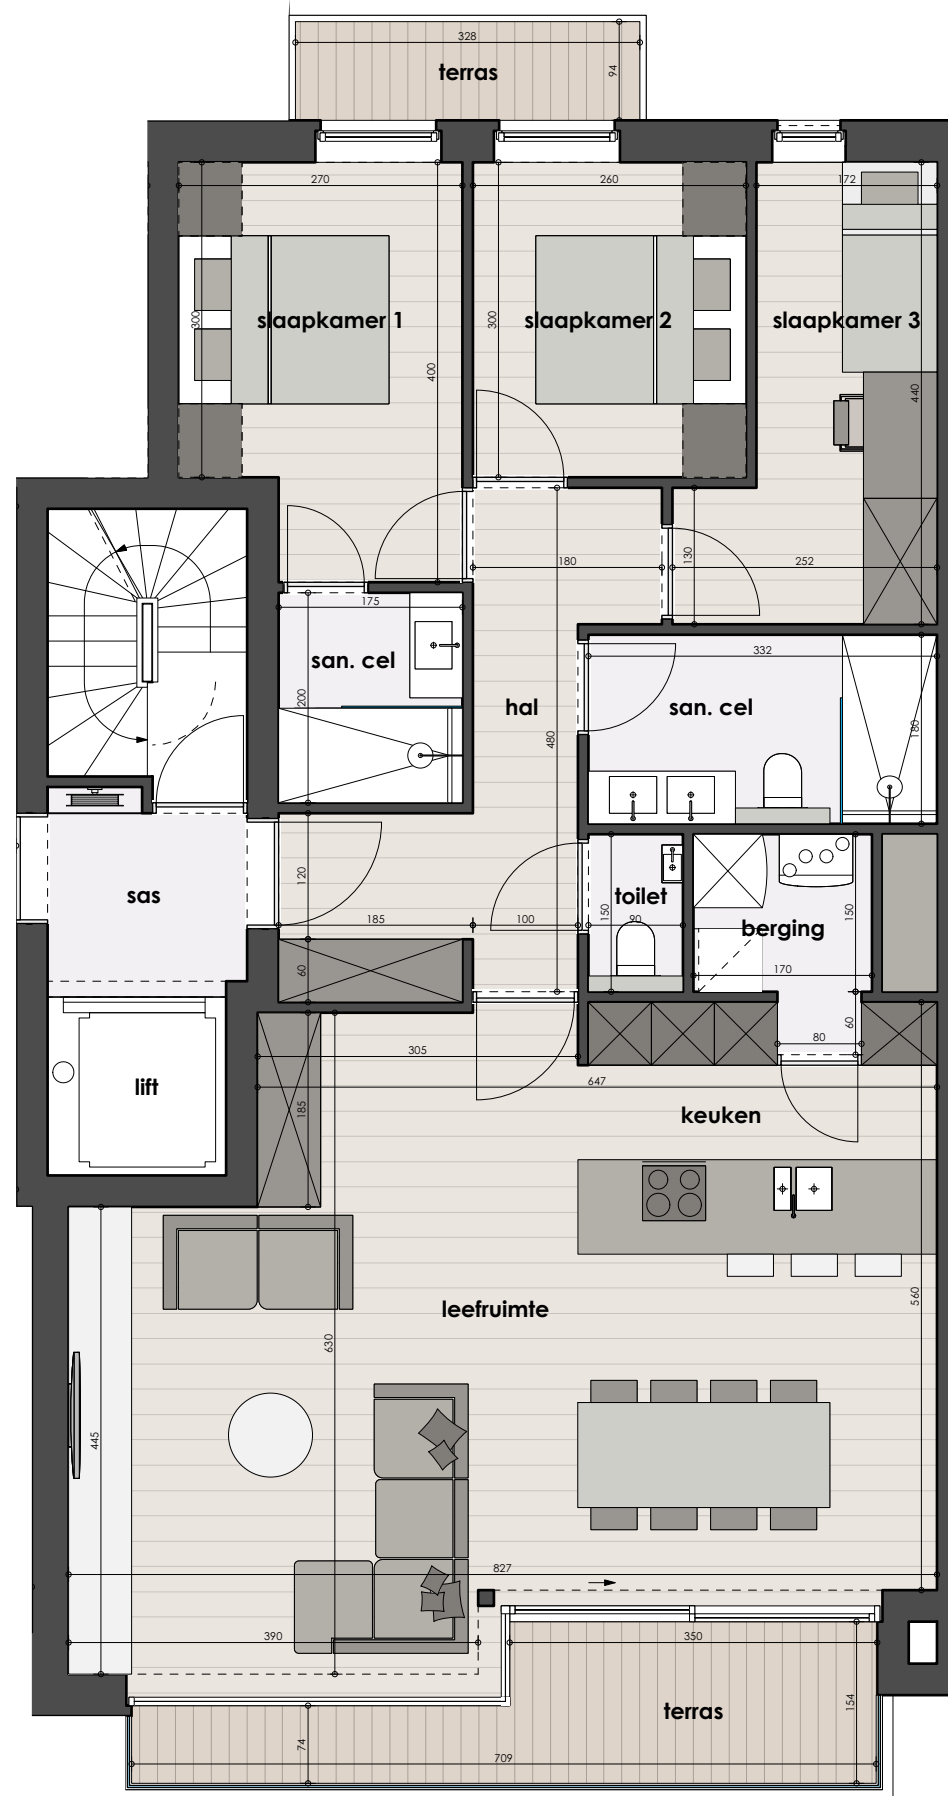 328
terras
94
270
260
172
300
slaapkamer 1
300
slaapkamer 2
slaapkamer 3
400
440
180
130
252
175
san. cel
200
hal
480
332
san. cel
180
sas
120
185
100
60
toilet
150
90
berging
150
170
60
80
lift
305
647
185
keuken
leefruimte
560
630
445
827
390
350
terras
154
74
709